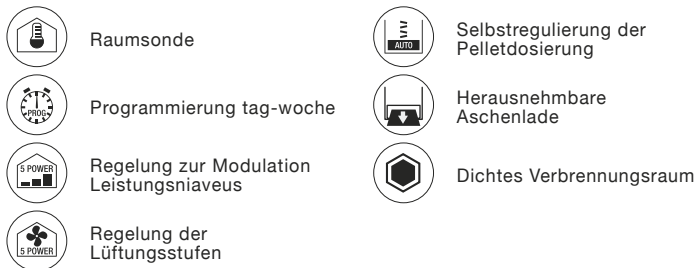 Raumsonde
PROG.
Programmierung tag-woche
5 POWER
Regelung zur Modulation
Leistungsniaveus
5 POWER
Regelung der
Lüftungsstufen
AUTO
Selbstregulierung der
Pelletdosierung
Herausnehmbare
Aschenlade
Dichtes Verbrennungsraum